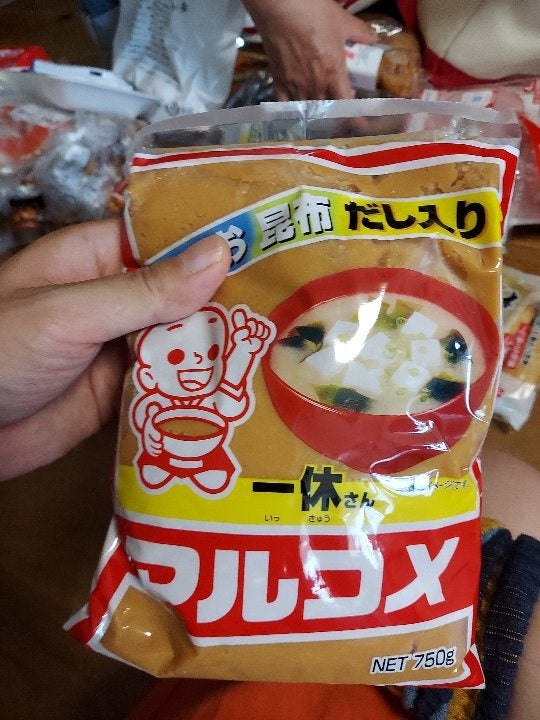 お 昆布 だし入り
一休さん
いっ きゅう
マルコメ
NET 750g